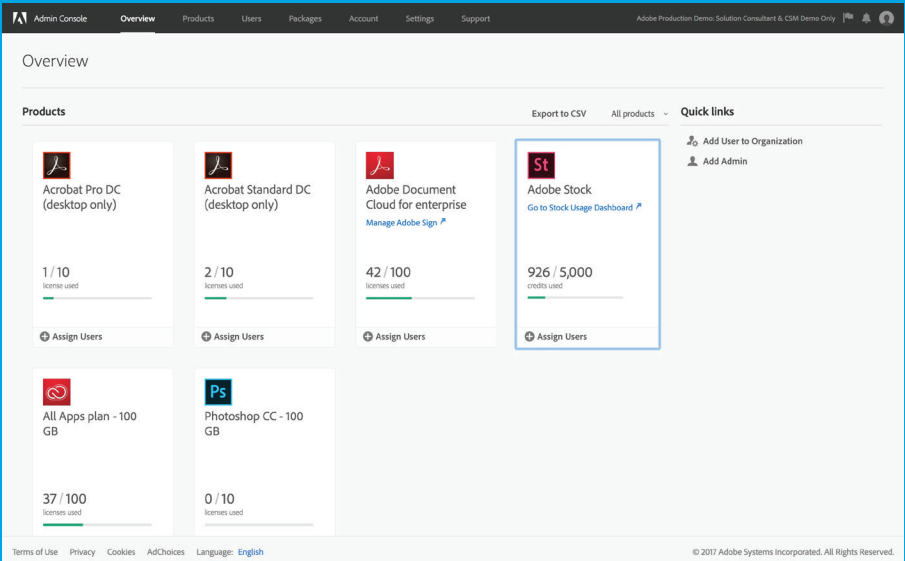 Admin Console
Overview
Products
Users
Packages
Account
Settings
Support
Adobe Production Demo: Solution Consultant & CSM Demo Only
Overview
Products
Export to CSV
All products
Quick links
Add User to Organization
Add Admin
Acrobat Pro DC
(desktop only)
1 / 10
license used
Assign Users
Acrobat Standard DC
(desktop only)
2 / 10
licenses used
Assign Users
Adobe Document
Cloud for enterprise
Manage Adobe Sign
42 / 100
licenses used
Assign Users
St
Adobe Stock
Go to Stock Usage Dashboard
926 / 5,000
credits used
Assign Users
All Apps plan - 100
GB
37 / 100
licenses used
Ps
Photoshop CC - 100
GB
0 / 10
licenses used
Terms of Use
Privacy
Cookies
AdChoices
Language: English
© 2017 Adobe Systems Incorporated. All Rights Reserved.